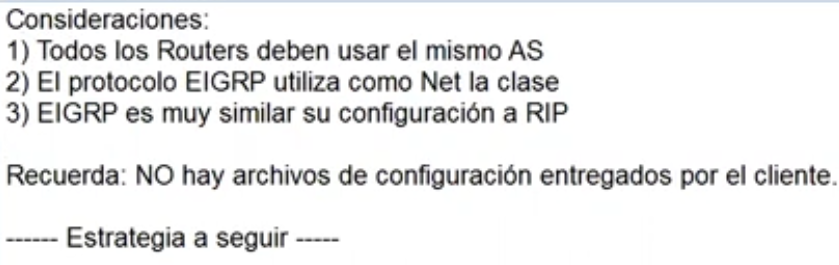 Consideraciones:
1) Todos los Routers deben usar el mismo AS
2) El protocolo EIGRP utiliza como Net la clase
3) EIGRP es muy similar su configuración a RIP
Recuerda: NO hay archivos de configuración entregados por el cliente.
------ Estrategia a seguir -----